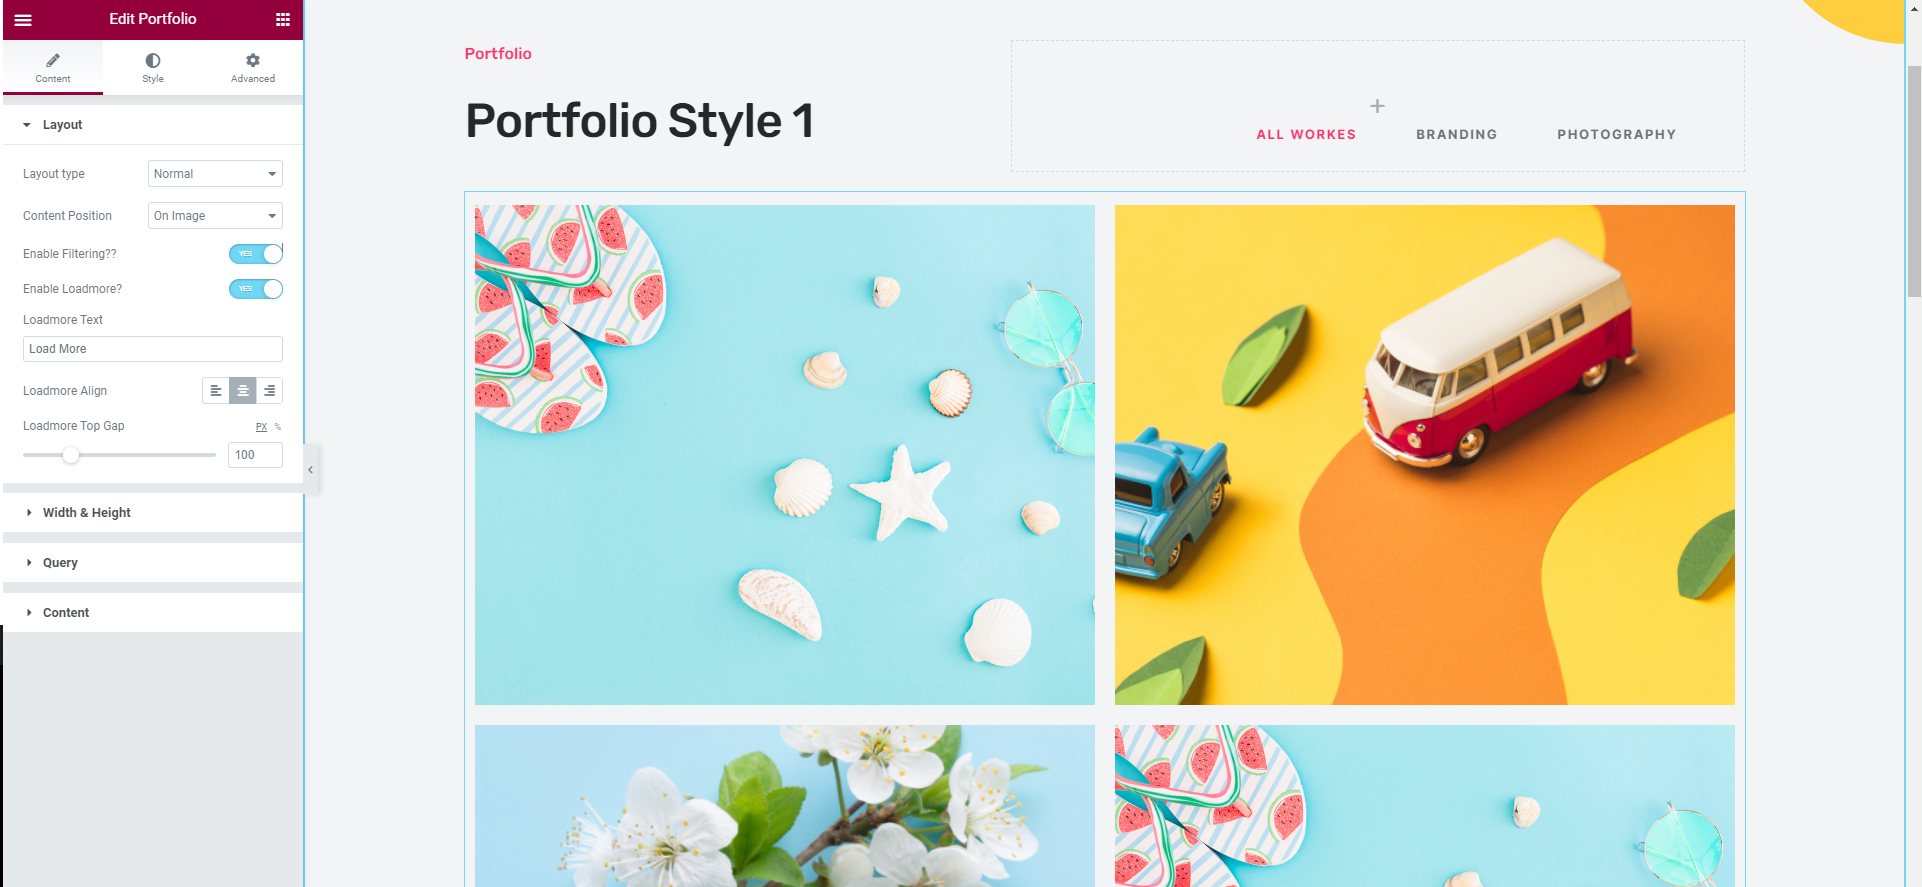 Edit Portfolio
Content
Style
Advanced
Layout
Layout type
Normal
Content Position
On Image
Enable Filtering??
YES
Enable Loadmore?
YES
Loadmore Text
Load More
Loadmore Align
Loadmore Top Gap
PX %
100
Width & Height
Query
Content
Portfolio
Portfolio Style 1
ALL WORKES
BRANDING
PHOTOGRAPHY